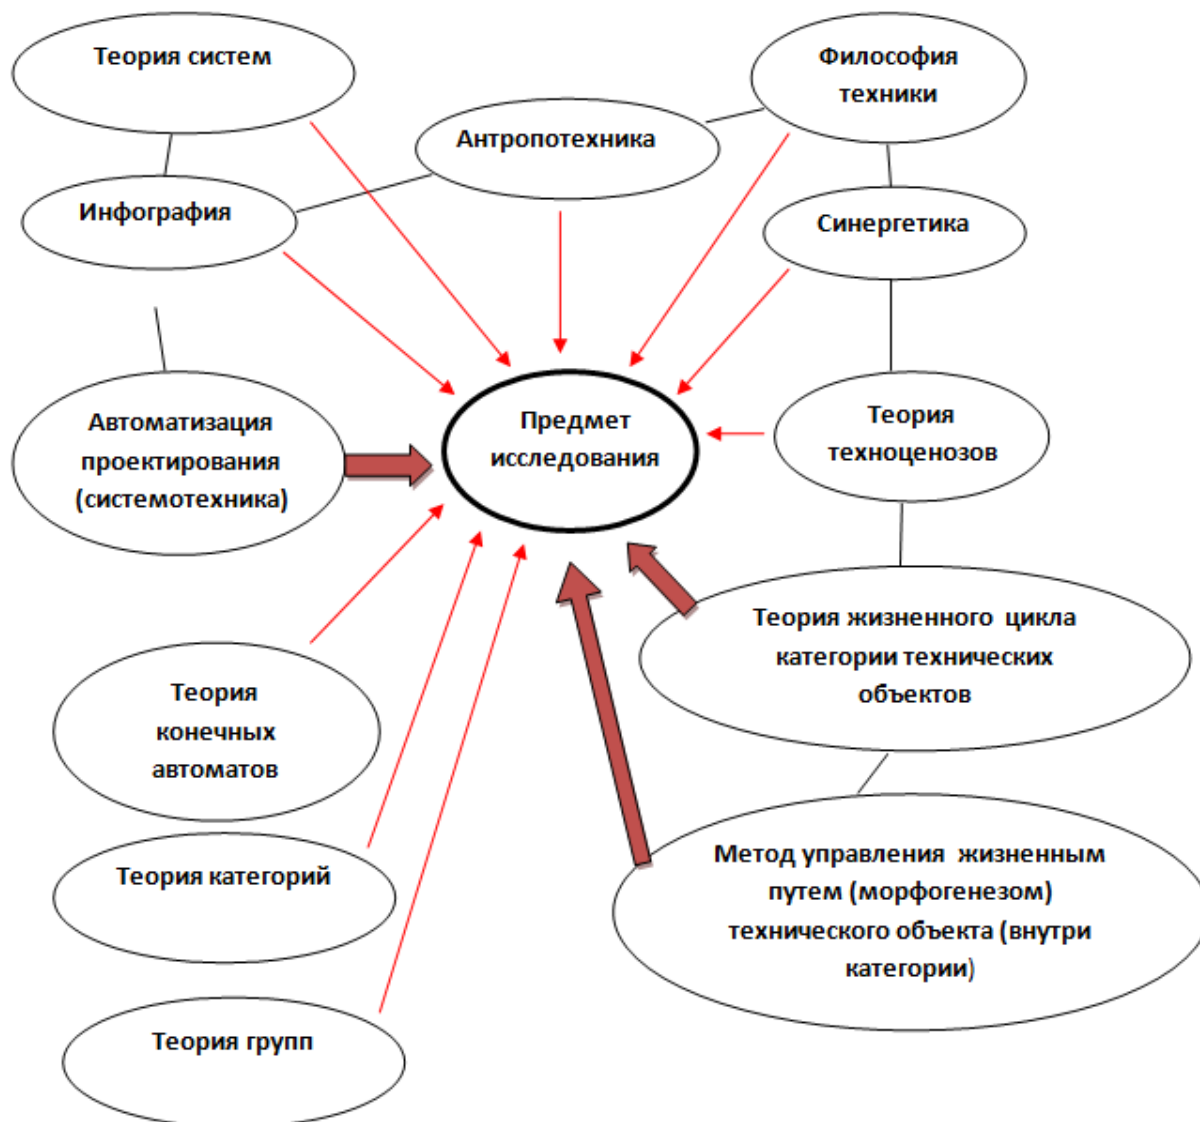 Теория систем
Философия
техники
Антропотехника
Инфография
Синергетика
Автоматизация
проектирования
(системотехника)
Предмет
исследования
Теория
техноценозов
Теория жизненного цикла
категории технических
объектов
Теория
конечных
автоматов
Теория категорий
Метод управления жизненным
путем (морфогенезом)
технического объекта (внутри
категории)
Теория групп